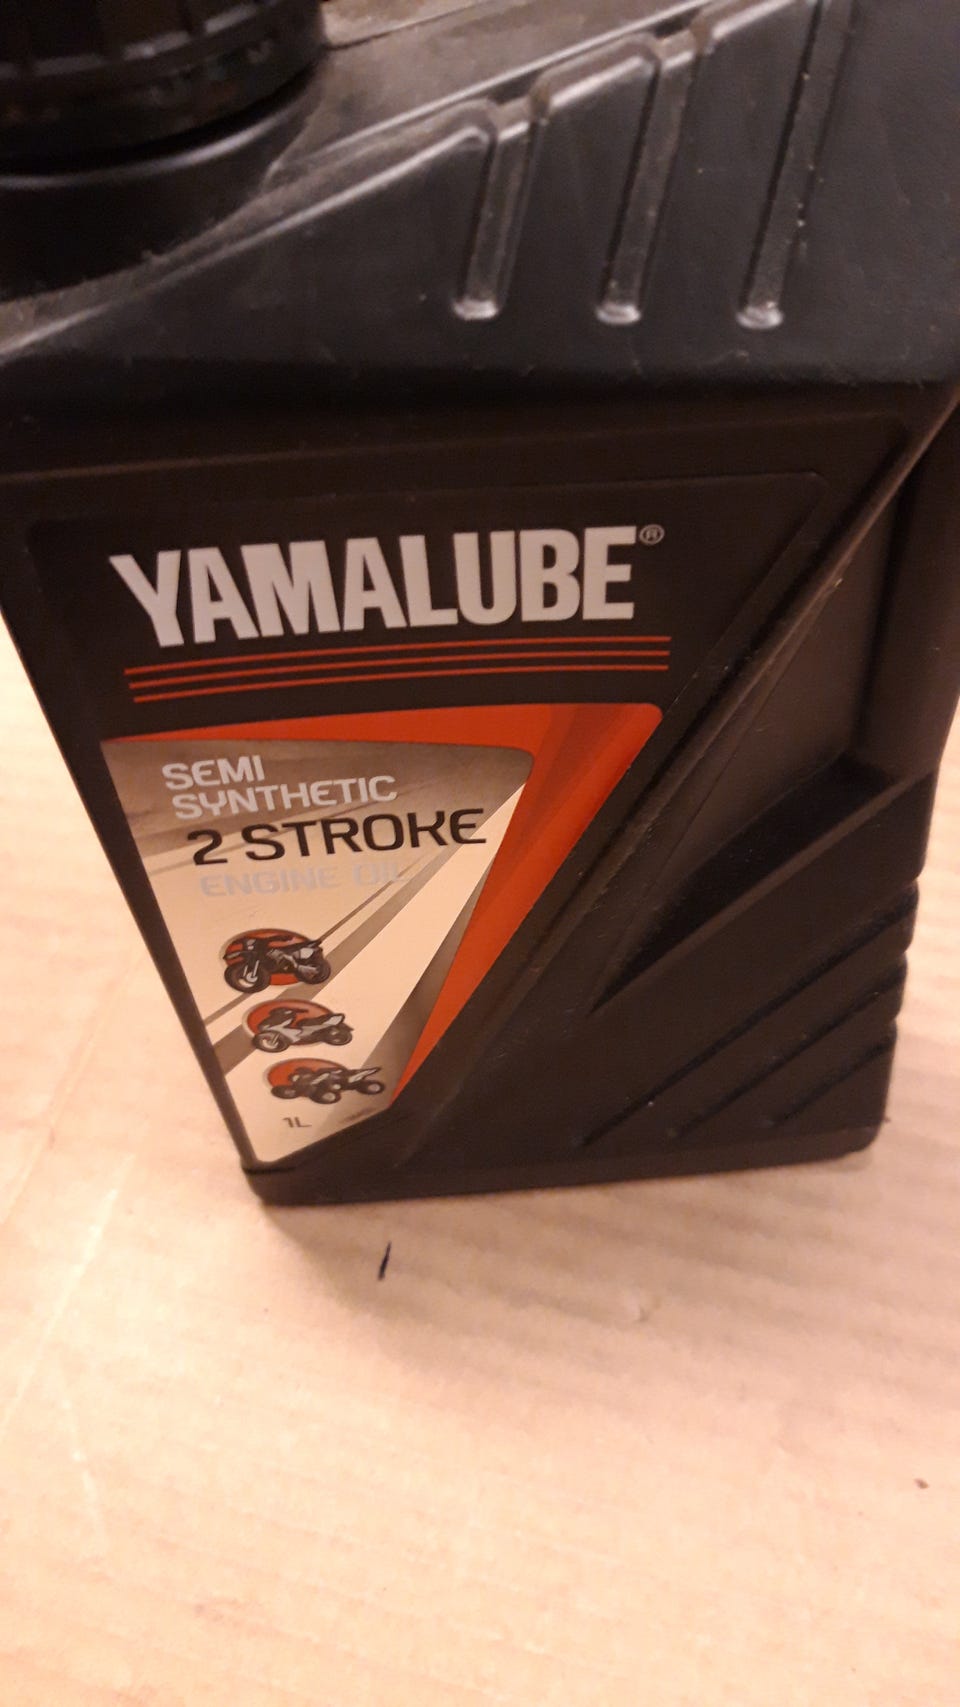 YAMALUBE®
SEMI
SYNTHETIC
2 STROKE
ENGINE OIL
1L